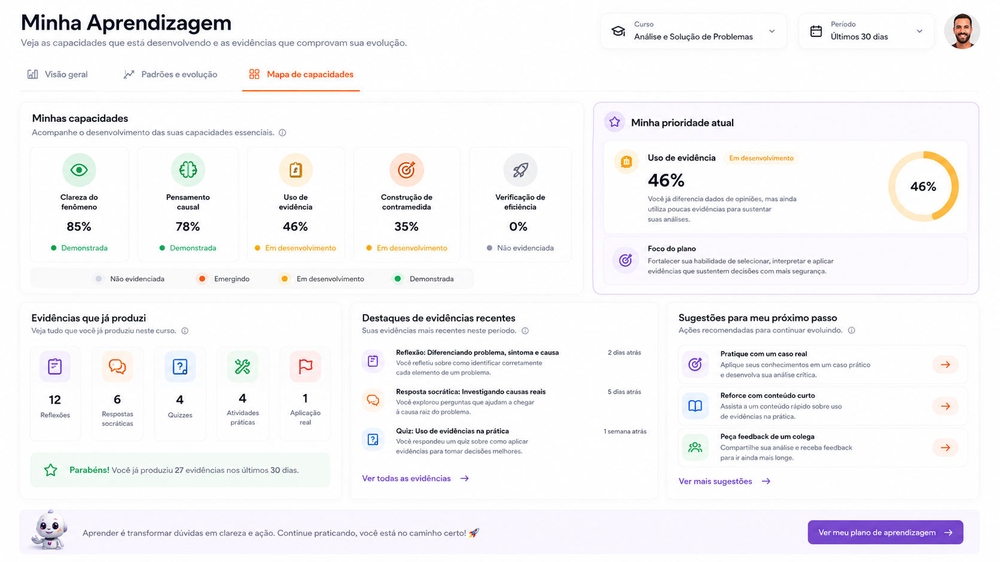 Minha Aprendizagem
Veja as capacidades que está desenvolvendo e as evidências que comprovam sua evolução.
Curso
Análise e Solução de Problemas
Período
Últimos 30 dias
Visão geral
Padrões e evolução
Mapa de capacidades
Minhas capacidades
Acompanhe o desenvolvimento das suas capacidades essenciais.
Clareza do
fenômeno
85%
Demonstrada
Pensamento
causal
78%
Demonstrada
Uso de
evidência
46%
Em desenvolvimento
Construção de
contramedida
35%
Em desenvolvimento
Verificação de
eficiência
0%
Não evidenciada
Não evidenciada
Emergindo
Em desenvolvimento
Demonstrada
Minha prioridade atual
Uso de evidência
Em desenvolvimento
46%
Você já diferencia dados de opiniões, mas ainda
utiliza poucas evidências para sustentar
suas análises.
46%
Foco do plano
Fortalecer sua habilidade de selecionar, interpretar e aplicar
evidências que sustentem decisões com mais segurança.
Evidências que já produzi
Veja tudo que você já produziu neste curso.
12
Reflexões
6
Respostas
socráticas
4
Quizzes
4
Atividades
práticas
1
Aplicação
real
Parabéns! Você já produziu 27 evidências nos últimos 30 dias.
Destaques de evidências recentes
Suas evidências mais recentes neste período.
Reflexão: Diferenciando problema, sintoma e causa
2 dias atrás
Você refletiu sobre como identificar corretamente
cada elemento de um problema.
Resposta socrática: Investigando causas reais
5 dias atrás
Você explorou perguntas que ajudam a chegar
à causa raiz do problema.
Quiz: Uso de evidências na prática
1 semana atrás
Você respondeu um quiz sobre como aplicar
evidências para tomar decisões melhores.
Ver todas as evidências
Sugestões para meu próximo passo
Ações recomendadas para continuar evoluindo.
Pratique com um caso real
Aplique seus conhecimentos em um caso prático
e desenvolva sua análise crítica.
Reforce com conteúdo curto
Assista a um conteúdo rápido sobre uso
de evidências na prática.
Peça feedback de um colega
Compartilhe sua análise e receba feedback
para ir ainda mais longe.
Ver mais sugestões
Aprender é transformar dúvidas em clareza e ação. Continue praticando, você está no caminho certo! 🚀
Ver meu plano de aprendizagem